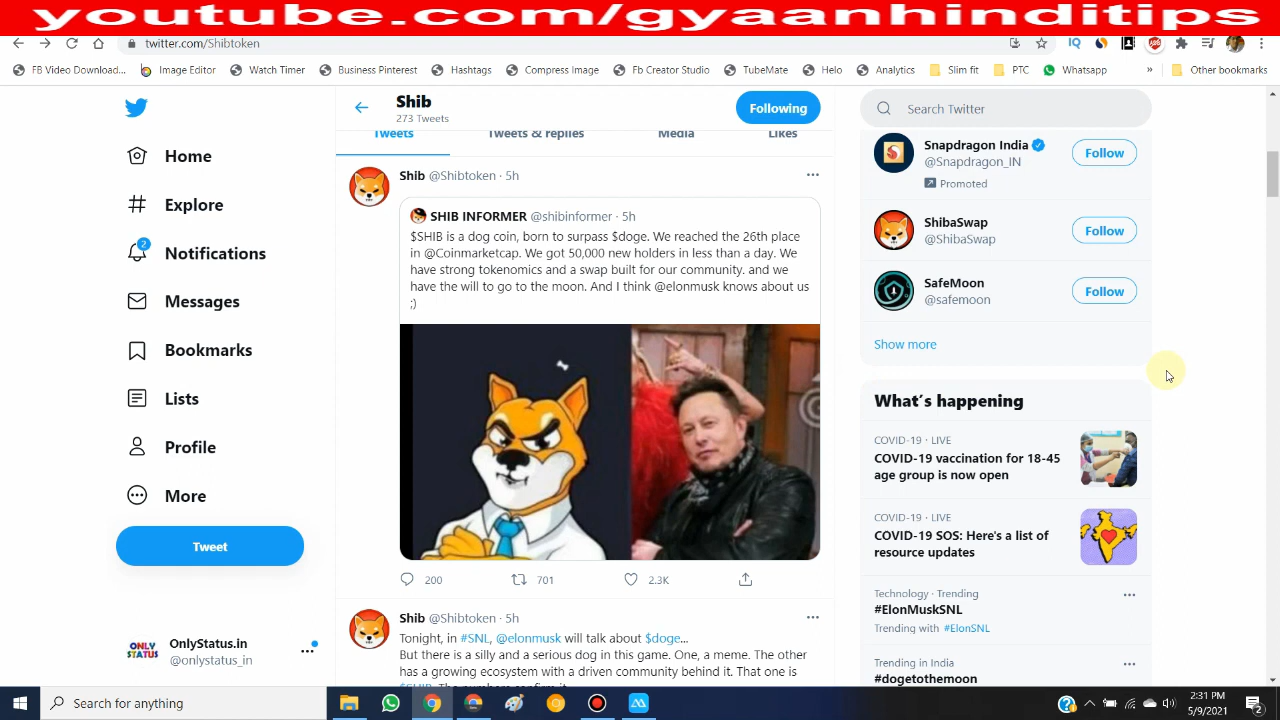 youtube.com/gyaanhinditips
twitter.com/Shibtoken
IQ
FB Video Download...
Image Editor
Watch Timer
Business Pinterest
Hashtags
Compress Image
Fb Creator Studio
TubeMate
Helo
Analytics
Slim fit
PTC
Whatsapp
»
Other bookmarks
Home
Explore
2
Notifications
Messages
Bookmarks
Lists
Profile
More
Tweet
ONLY
STATUS
OnlyStatus.in
@onlystatus_in
Shib
273 Tweets
Following
Tweets
Tweets & replies
Media
Likes
Shib @Shibtoken · 5h
SHIB INFORMER @shibinformer · 5h
$SHIB is a dog coin, born to surpass $doge. We reached the 26th place
in @Coinmarketcap. We got 50,000 new holders in less than a day. We
have strong tokenomics and a swap built for our community. and we
have the will to go to the moon. And I think @elonmusk knows about us
;)
200
701
2.3K
Shib @Shibtoken · 5h
Tonight, in #SNL, @elonmusk will talk about $doge...
But there is a silly and a serious dog in this game. One, a meme. The other
has a growing ecosystem with a driven community behind it. That one is
Search Twitter
Snapdragon India
@Snapdragon_IN
Promoted
Follow
ShibaSwap
@ShibaSwap
Follow
SafeMoon
@safemoon
Follow
Show more
What's happening
COVID-19 · LIVE
COVID-19 vaccination for 18-45
age group is now open
COVID-19 · LIVE
COVID-19 SOS: Here's a list of
resource updates
Technology · Trending
#ElonMuskSNL
Trending with #ElonSNL
Trending in India
#dogetothemoon
Search for anything
2:31 PM
5/9/2021
2